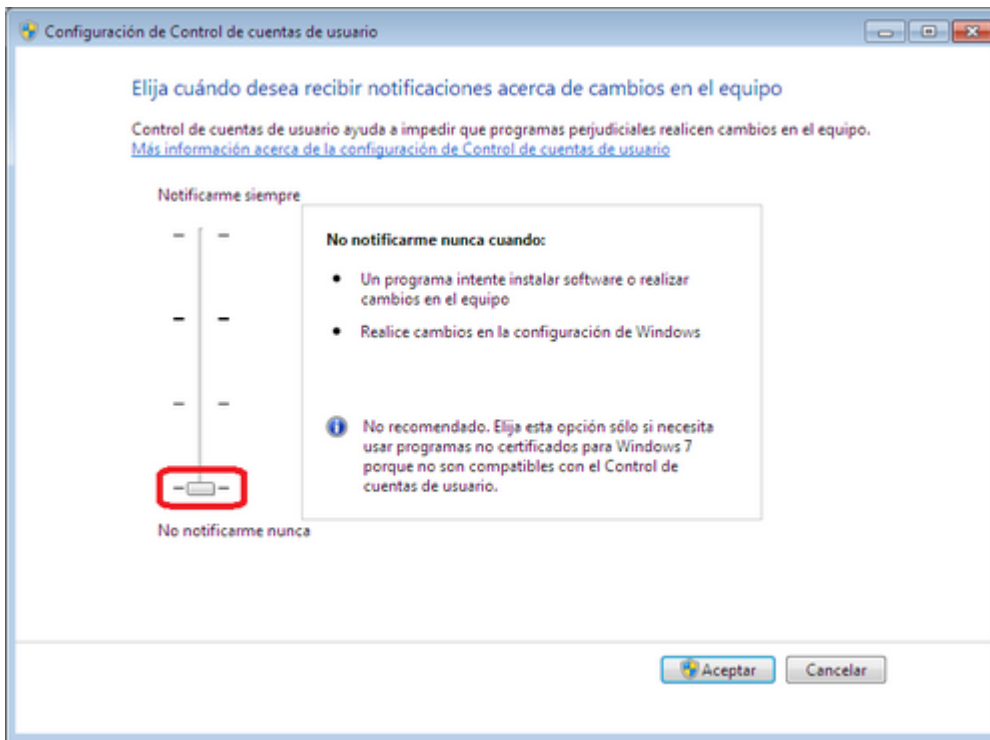 Configuración de Control de cuentas de usuario
Elija cuándo desea recibir notificaciones acerca de cambios en el equipo
Control de cuentas de usuario ayuda a impedir que programas perjudiciales realicen cambios en el equipo.
Más información acerca de la configuración de Control de cuentas de usuario
Notificarme siempre
No notificarme nunca cuando:
Un programa intente instalar software o realizar
cambios en el equipo
Realice cambios en la configuración de Windows
No recomendado. Elija esta opción sólo si necesita
usar programas no certificados para Windows 7
porque no son compatibles con el Control de
cuentas de usuario.
No notificarme nunca
Aceptar
Cancelar